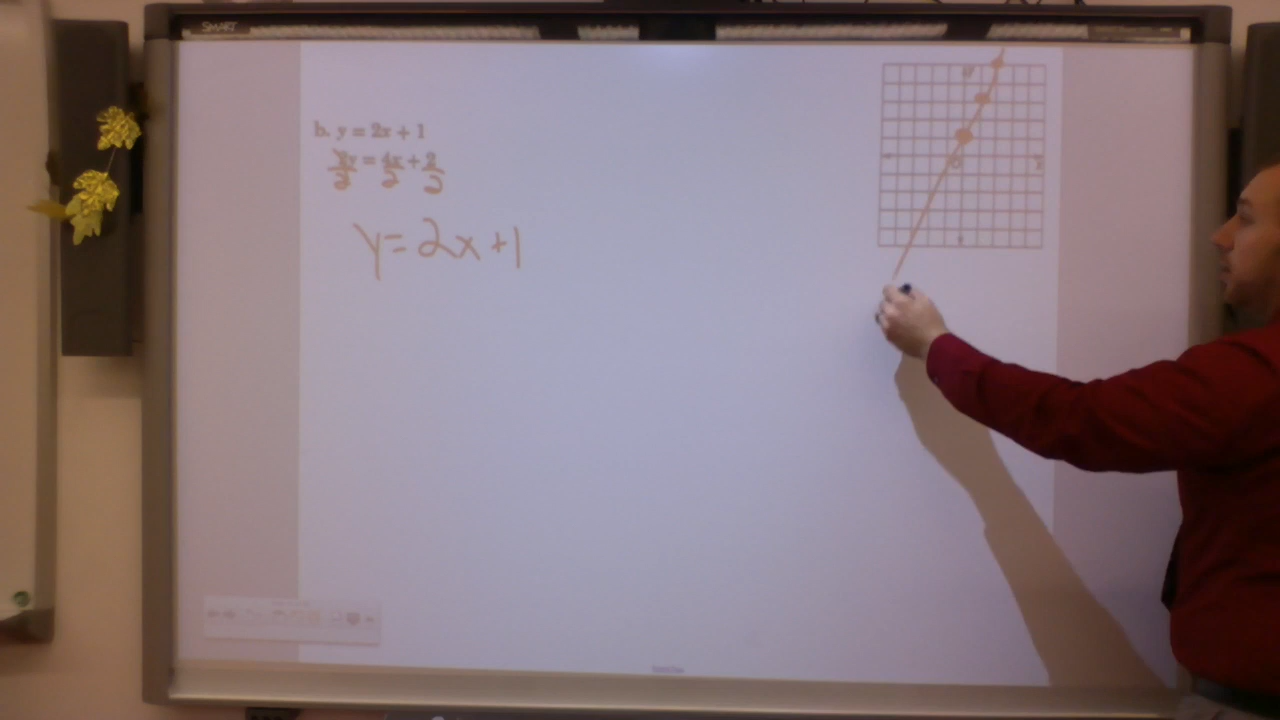 SMART
b. y = 2x + 1
2y/2 = 4x/2 + 2/2
y = 2x + 1
y
O
x